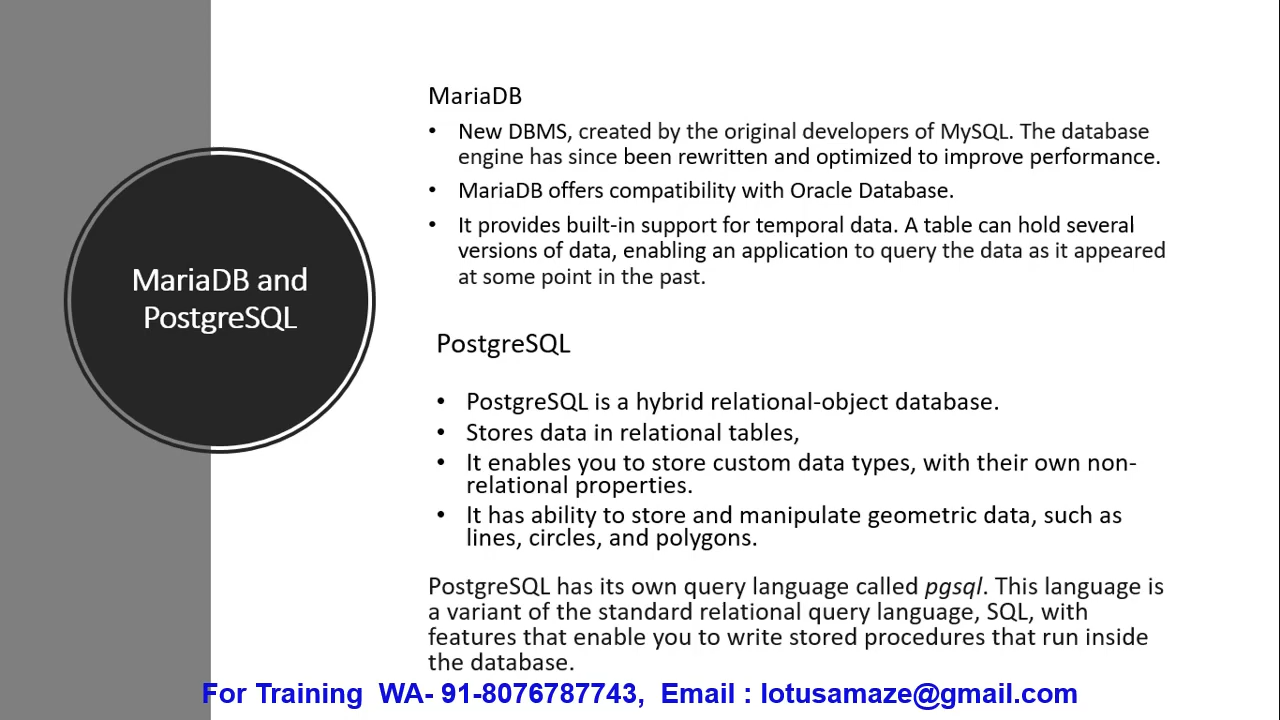 MariaDB and
PostgreSQL
MariaDB
• New DBMS, created by the original developers of MySQL. The database
engine has since been rewritten and optimized to improve performance.
• MariaDB offers compatibility with Oracle Database.
• It provides built-in support for temporal data. A table can hold several
versions of data, enabling an application to query the data as it appeared
at some point in the past.
PostgreSQL
• PostgreSQL is a hybrid relational-object database.
• Stores data in relational tables,
• It enables you to store custom data types, with their own non-
relational properties.
• It has ability to store and manipulate geometric data, such as
lines, circles, and polygons.
PostgreSQL has its own query language called pgsql. This language is
a variant of the standard relational query language, SQL, with
features that enable you to write stored procedures that run inside
the database.
For Training WA- 91-8076787743, Email : lotusamaze@gmail.com